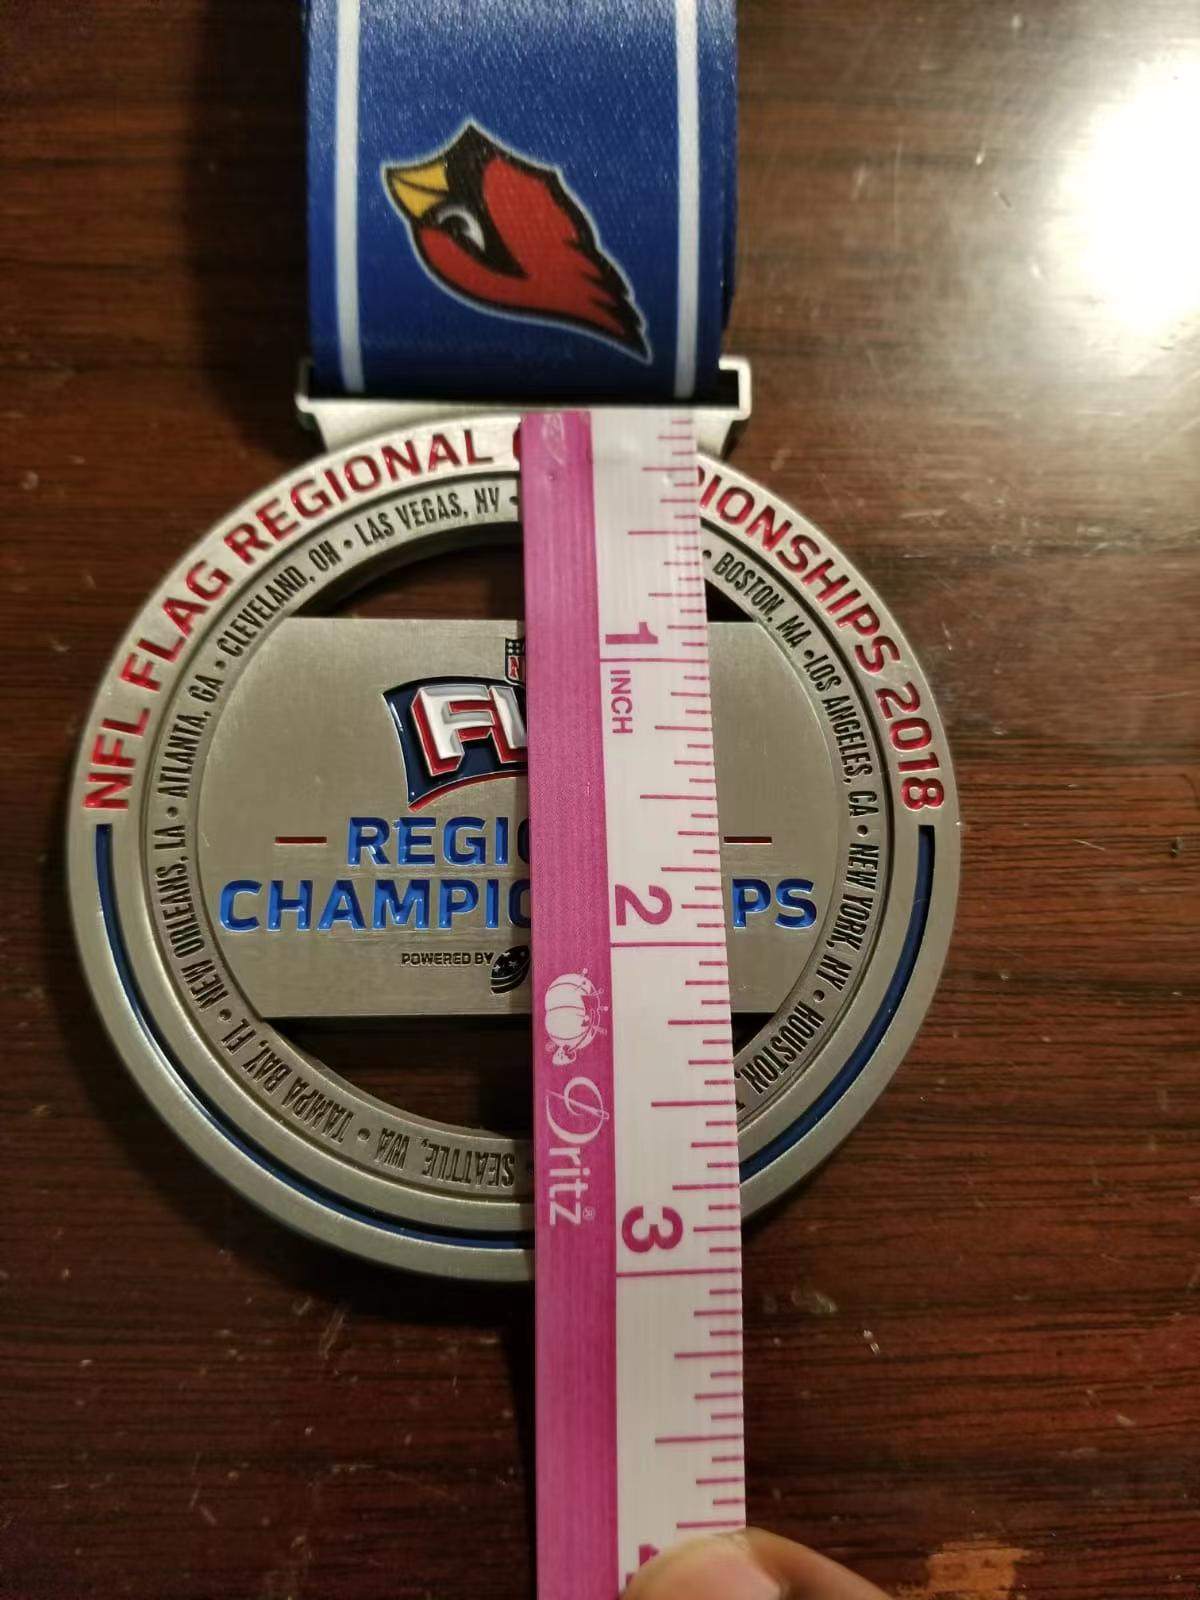 NFL FLAG REGIONAL C IONSHIPS 2018
SEATTLE, WA • TAMPA BAY, FL • NEW ORLEANS, LA • ATLANTA, GA • CLEVELAND, OH • LAS VEGAS, NV •
• BOSTON, MA • LOS ANGELES, CA • NEW YORK, NY • HOUSTON,
FL
REGIO
CHAMPIO PS
POWERED BY
1
INCH
2
Dritz®
3